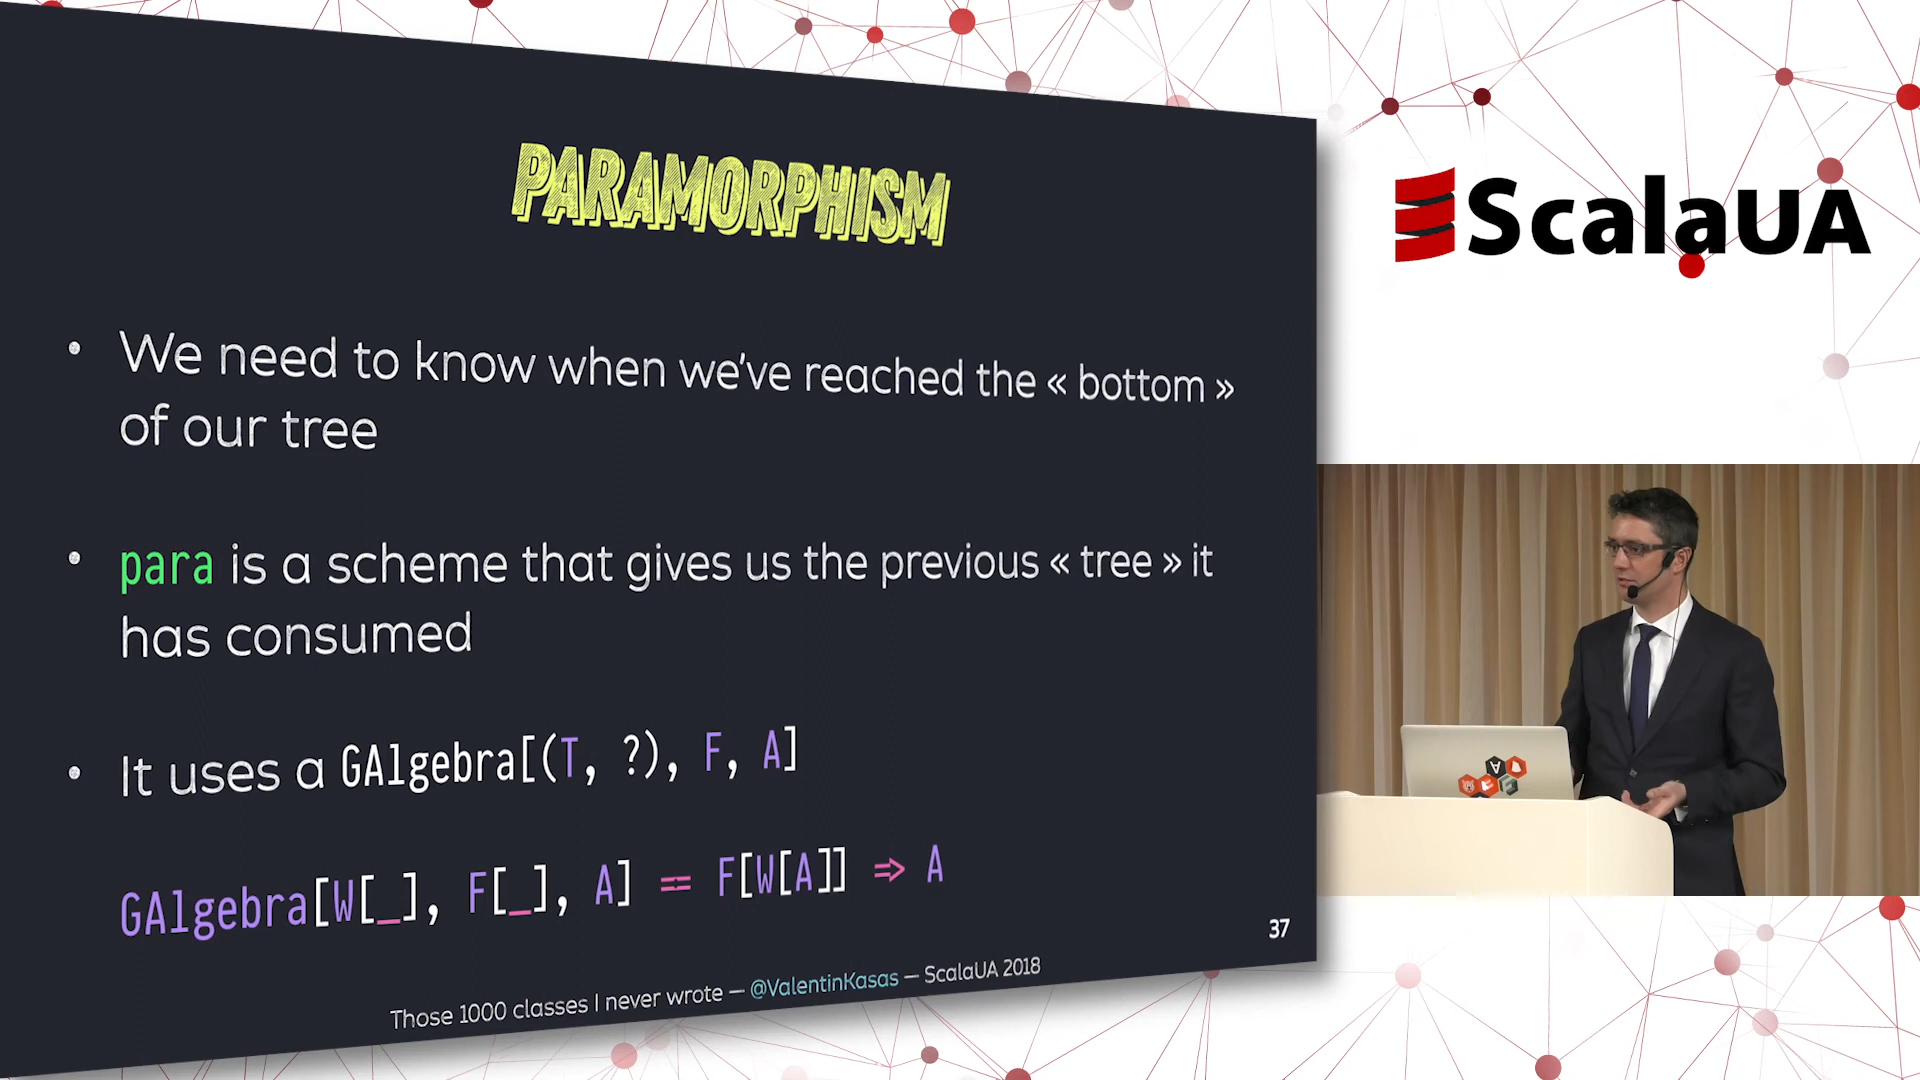 PARAMORPHISM
• We need to know when we've reached the « bottom »
of our tree
• para is a scheme that gives us the previous « tree » it
has consumed
• It uses a GAlgebra[(T, ?), F, A]
GAlgebra[W[_], F[_], A] == F[W[A]] => A
37
Those 1000 classes I never wrote — @ValentinKasas — ScalaUA 2018
ScalaUA